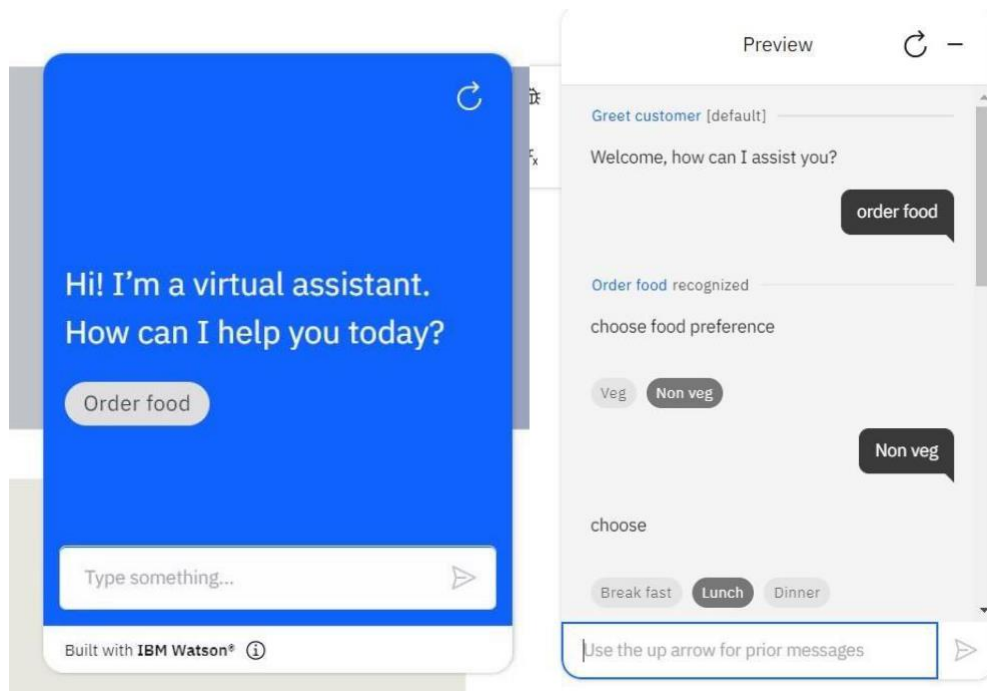 Hi! I’m a virtual assistant.
How can I help you today?
Order food
Type something...
Built with IBM Watson®
Preview
Greet customer [default]
Welcome, how can I assist you?
order food
Order food recognized
choose food preference
Veg Non veg
Non veg
choose
Break fast Lunch Dinner
Use the up arrow for prior messages